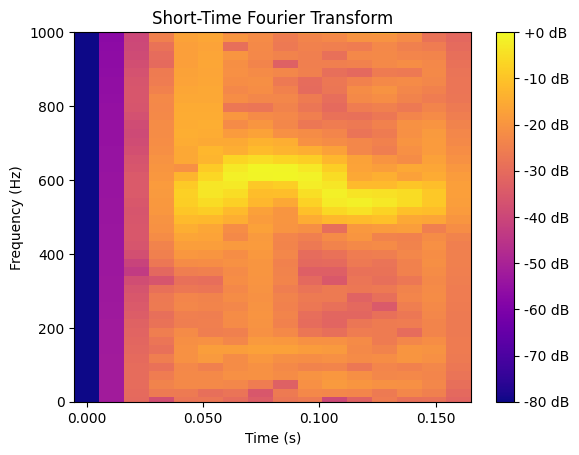 Short-Time Fourier Transform
1000
800
600
400
200
0
Frequency (Hz)
0.000
0.050
0.100
0.150
Time (s)
+0 dB
-10 dB
-20 dB
-30 dB
-40 dB
-50 dB
-60 dB
-70 dB
-80 dB